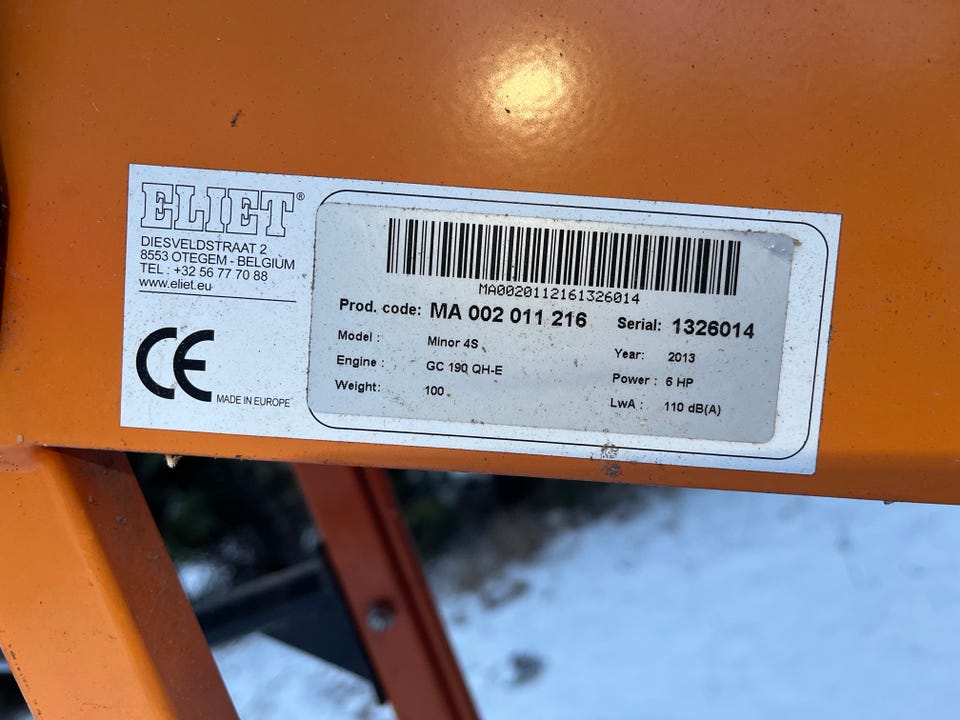 ELIET®
DIESVELDSTRAAT 2
8553 OTEGEM - BELGIUM
TEL : +32 56 77 70 88
www.eliet.eu
CE MADE IN EUROPE
MA0020112161326014
Prod. code: MA 002 011 216 Serial: 1326014
Model : Minor 4S Year: 2013
Engine : GC 190 QH-E Power : 6 HP
Weight: 100 LwA : 110 dB(A)